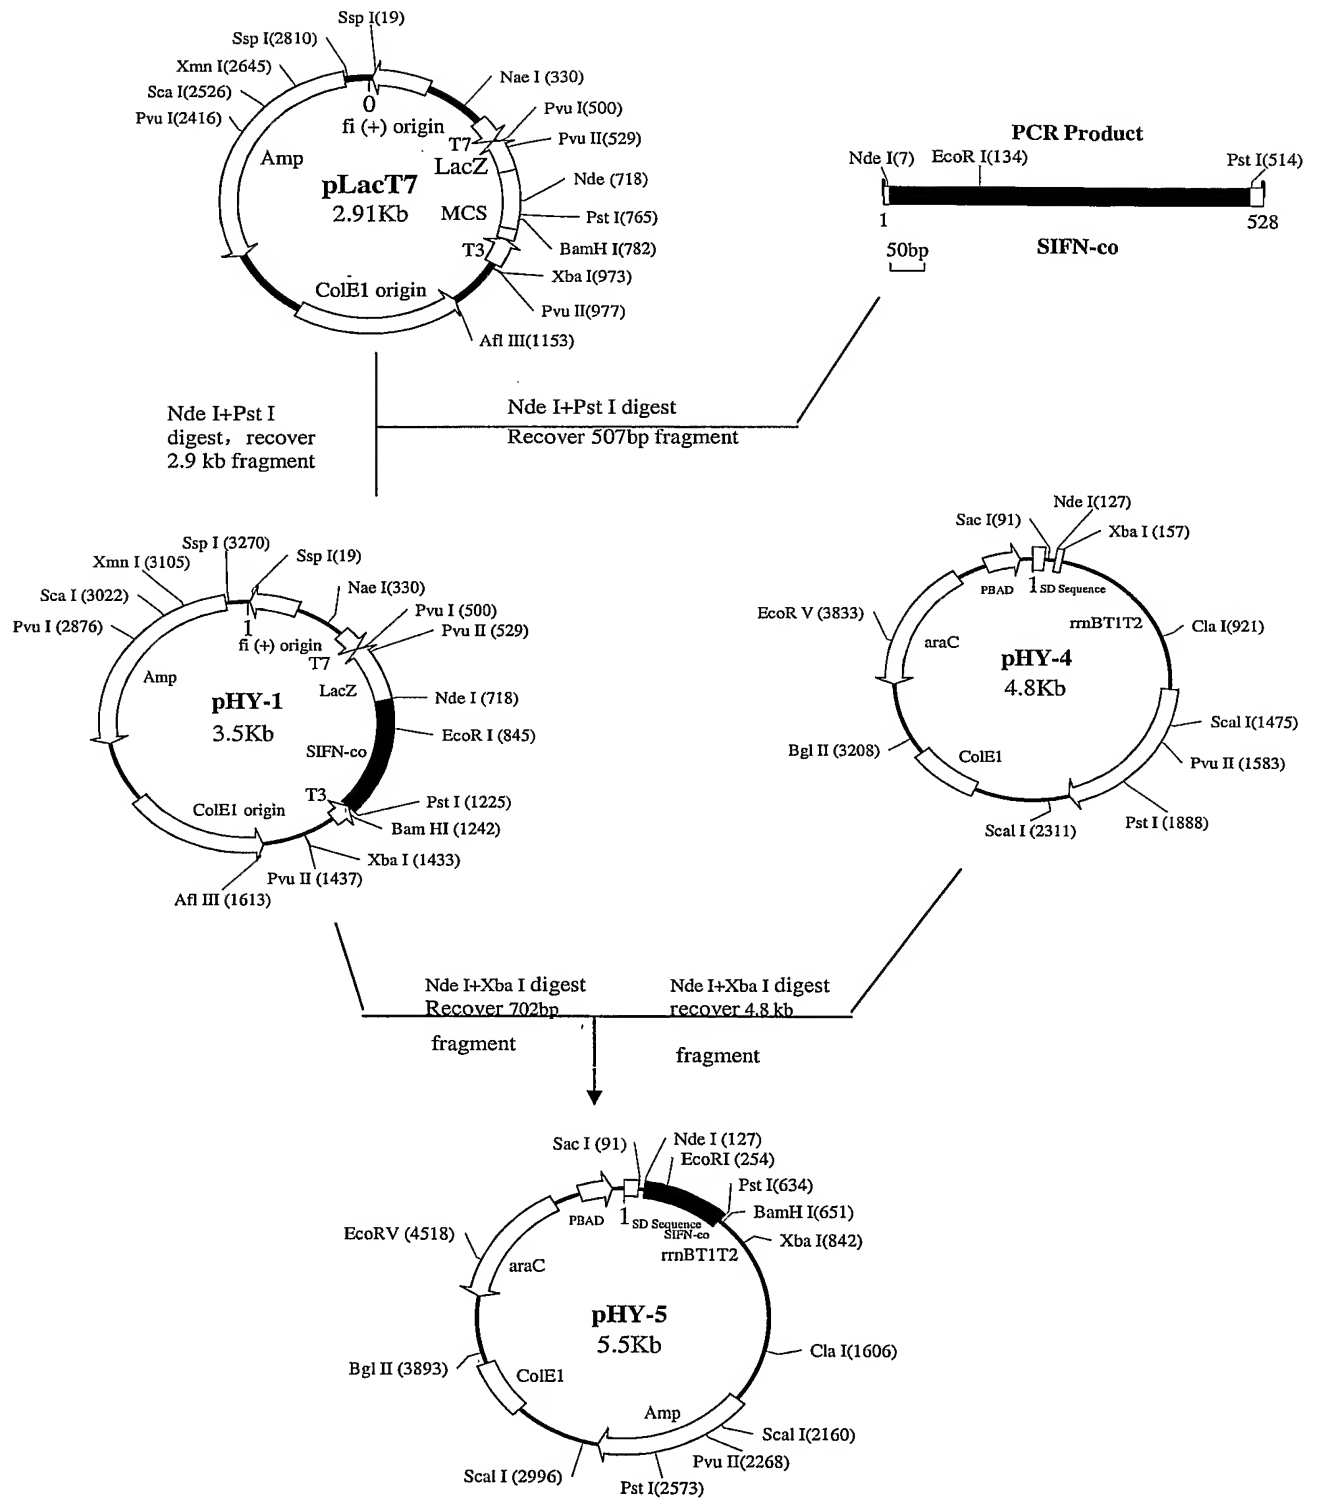 Ssp I(19)
Ssp I(2810)
Xmn I(2645)
Sca I(2526)
Pvu I(2416)
Nae I (330)
Pvu I(500)
Pvu II(529)
Nde (718)
Pst I(765)
BamH I(782)
Xba I(973)
Pvu II(977)
Afl III(1153)
0
fi (+) origin
T7
LacZ
Amp
pLacT7
2.91Kb
MCS
T3
ColE1 origin
PCR Product
Nde I(7)
EcoR I(134)
Pst I(514)
1
528
50bp
SIFN-co
Nde I+Pst I
digest, recover
2.9 kb fragment
Nde I+Pst I digest
Recover 507bp fragment
Ssp I (3270)
Ssp I(19)
Xmn I (3105)
Sca I (3022)
Pvu I (2876)
Nae I(330)
Pvu I (500)
Pvu II (529)
Nde I (718)
EcoR I (845)
Pst I (1225)
Bam HI (1242)
Xba I (1433)
Pvu II (1437)
Afl III (1613)
1
fi (+) origin
T7
Amp
LacZ
pHY-1
3.5Kb
SIFN-co
T3
ColE1 origin
Nde I(127)
Sac I(91)
Xba I (157)
PBAD
1 SD Sequence
rrnBT1T2
EcoR V (3833)
araC
Cla I(921)
pHY-4
4.8Kb
Scal I(1475)
Bgl II (3208)
ColE1
Pvu II (1583)
Scal I (2311)
Pst I (1888)
Nde I+Xba I digest
Recover 702bp
fragment
Nde I+Xba I digest
recover 4.8 kb
fragment
Sac I (91)
Nde I (127)
EcoRI (254)
Pst I(634)
BamH I(651)
Xba I(842)
PBAD
1 SD Sequence
SIFN-co
rrnBT1T2
EcoRV (4518)
araC
pHY-5
5.5Kb
Cla I(1606)
Bgl II (3893)
ColE1
Amp
Scal I(2160)
Pvu II(2268)
Scal I (2996)
Pst I(2573)